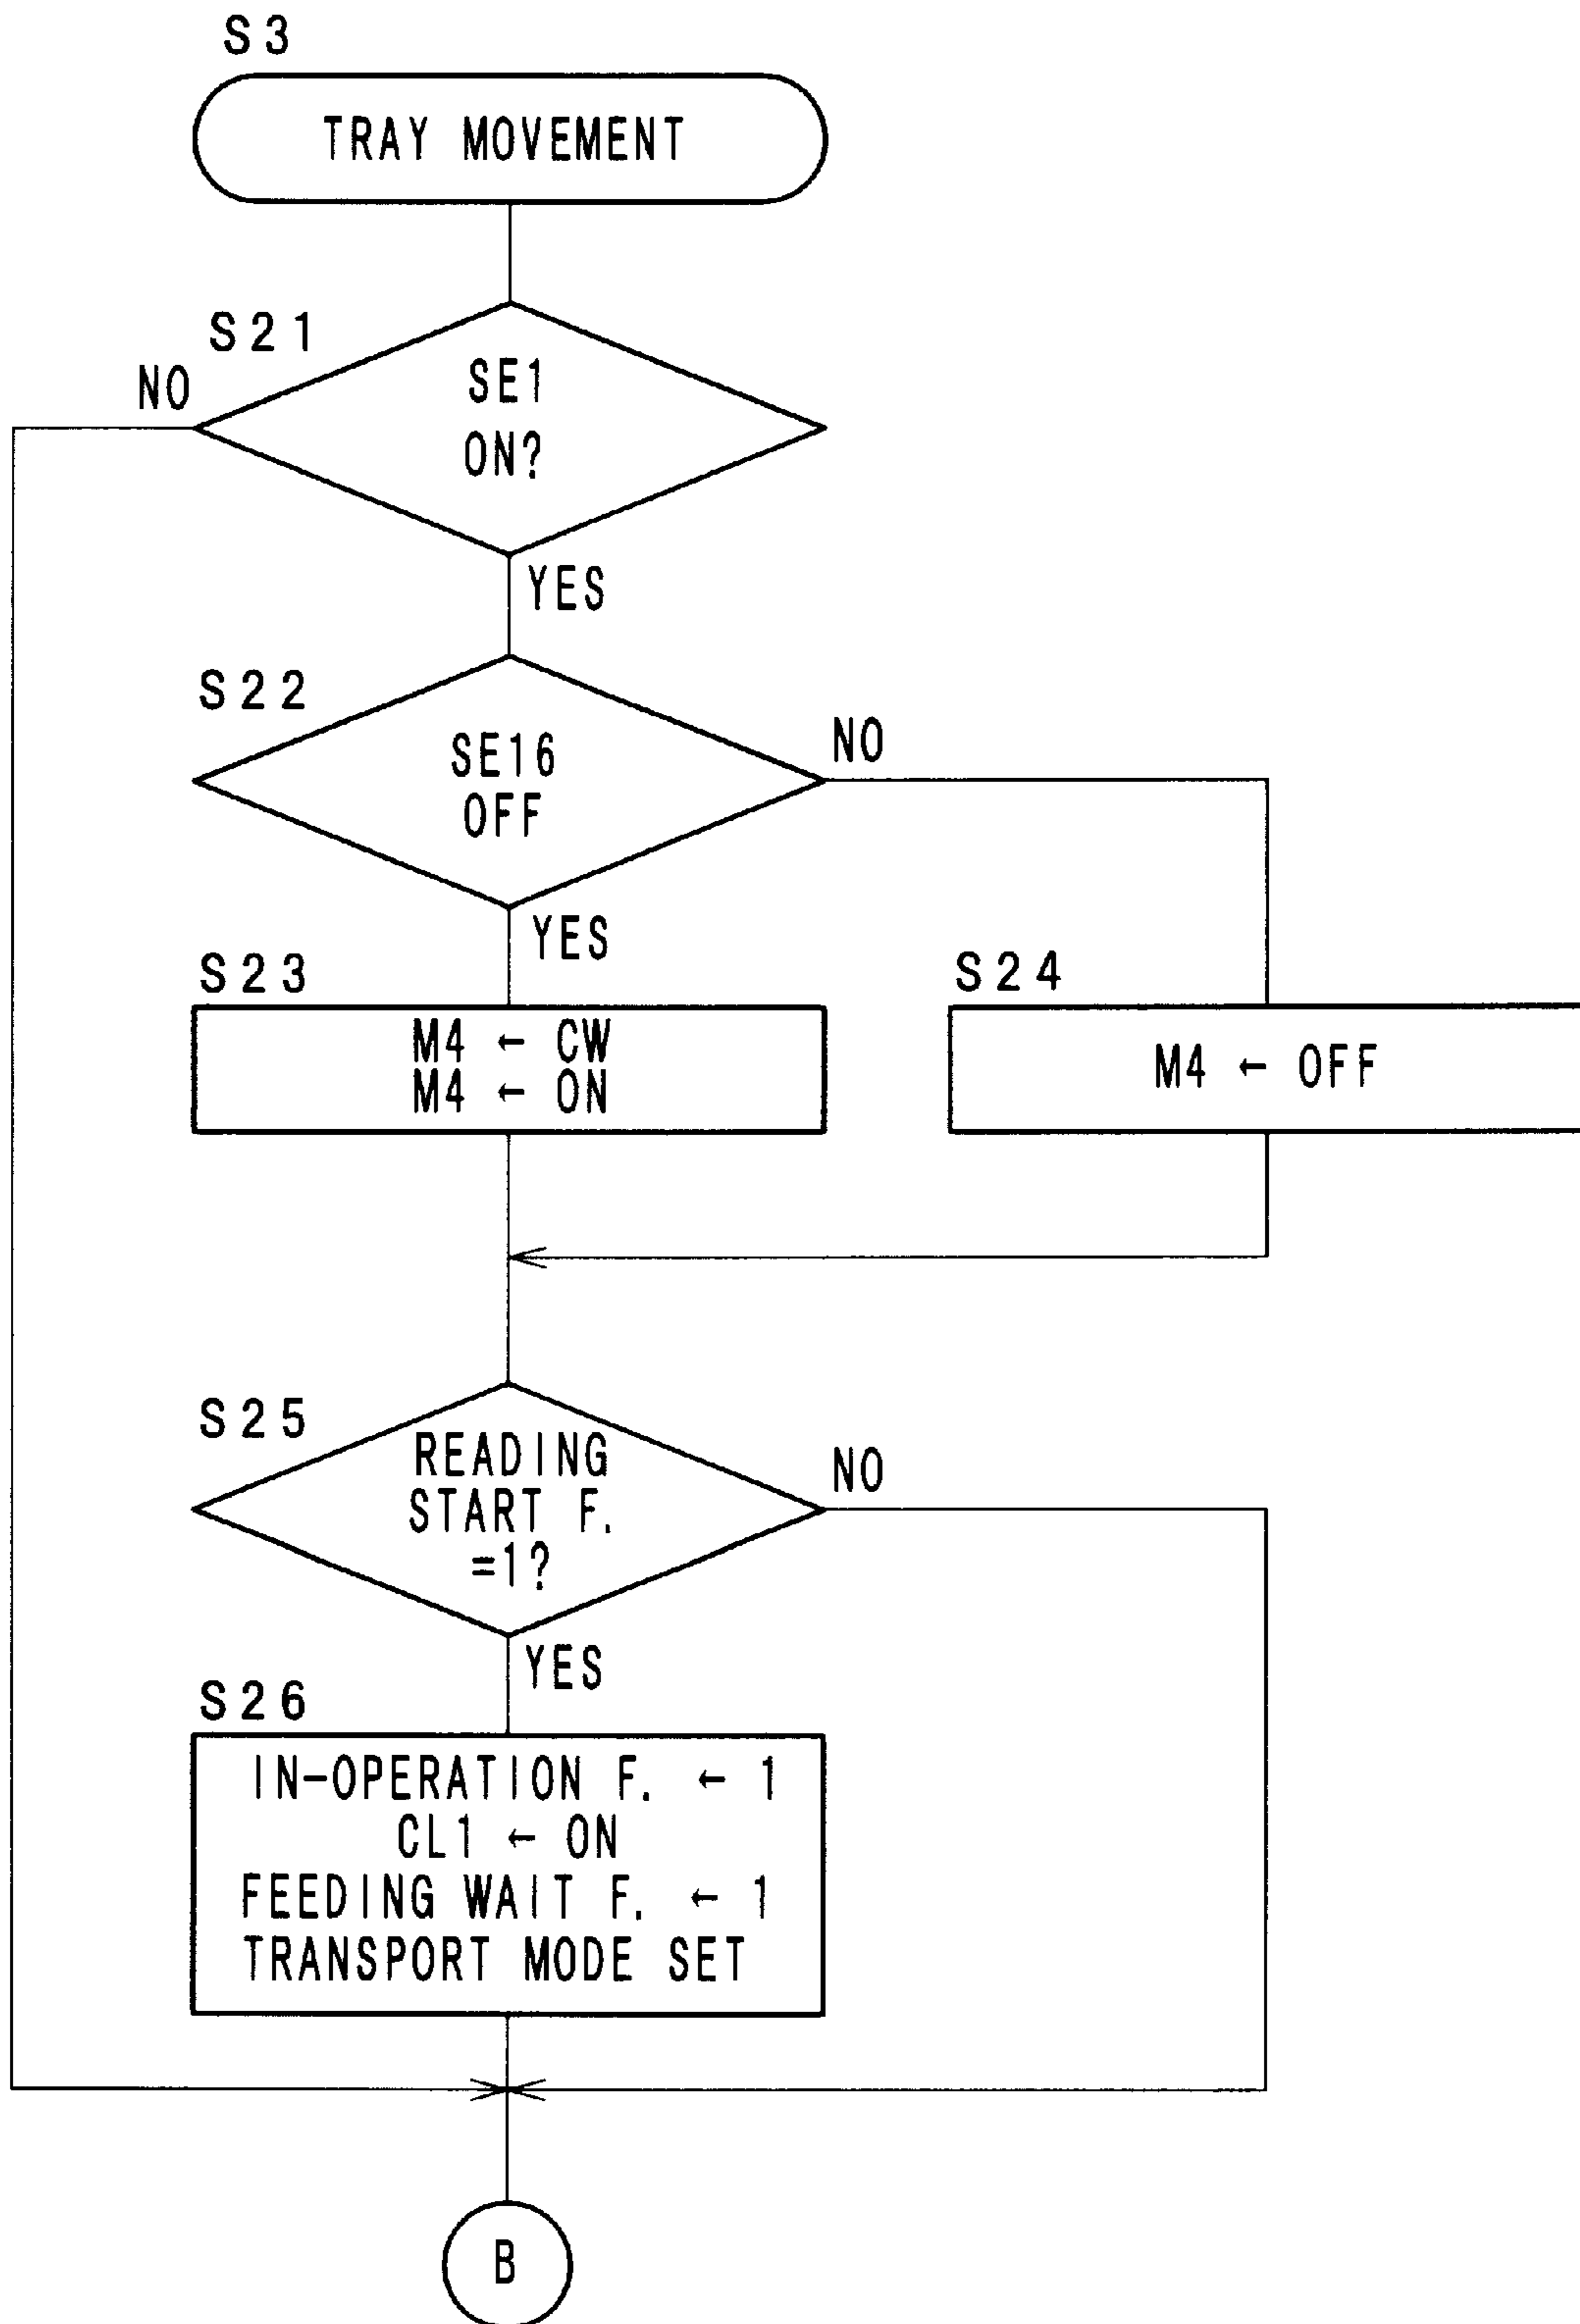 S3
TRAY MOVEMENT
S21
NO
SE1
ON?
YES
S22
NO
SE16
OFF
YES
S23
S24
M4 ← CW
M4 ← ON
M4 ← OFF
S25
NO
READING
START F.
=1?
YES
S26
IN-OPERATION F. ← 1
CL1 ← ON
FEEDING WAIT F. ← 1
TRANSPORT MODE SET
B